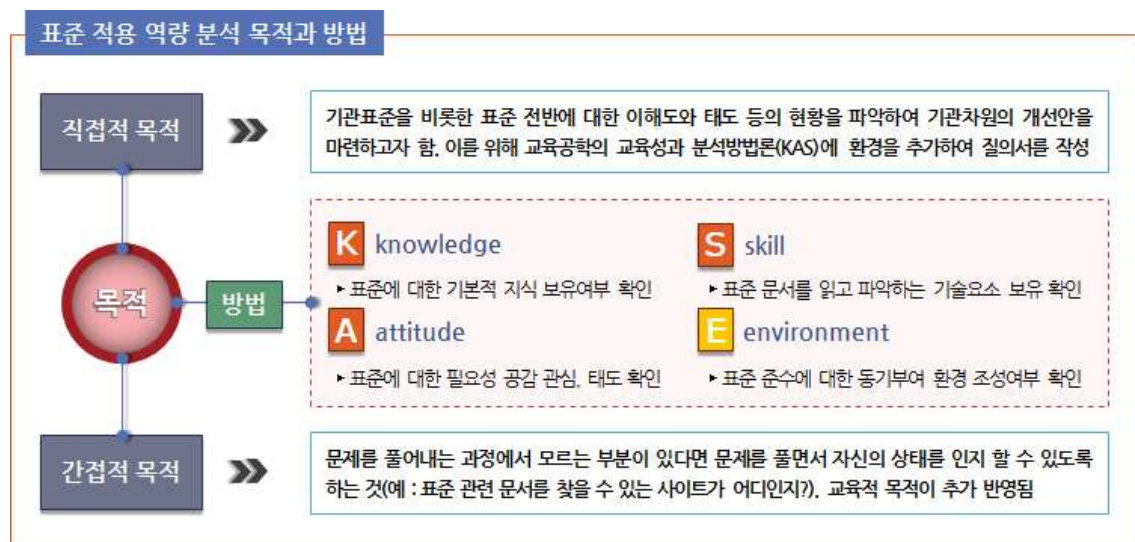 표준 적용 역량 분석 목적과 방법
직접적 목적
기관표준을 비롯한 표준 전반에 대한 이해도와 태도 등의 현황을 파악하여 기관차원의 개선안을
마련하고자 함. 이를 위해 교육공학의 교육성과 분석방법론(KAS)에 환경을 추가하여 질의서를 작성
목적
방법
K knowledge
▸ 표준에 대한 기본적 지식 보유여부 확인
S skill
▸ 표준 문서를 읽고 파악하는 기술요소 보유 확인
A attitude
▸ 표준에 대한 필요성 공감 관심, 태도 확인
E environment
▸ 표준 준수에 대한 동기부여 환경 조성여부 확인
간접적 목적
문제를 풀어내는 과정에서 모르는 부분이 있다면 문제를 풀면서 자신의 상태를 인지 할 수 있도록
하는 것(예 : 표준 관련 문서를 찾을 수 있는 사이트가 어디인지?), 교육적 목적이 추가 반영됨